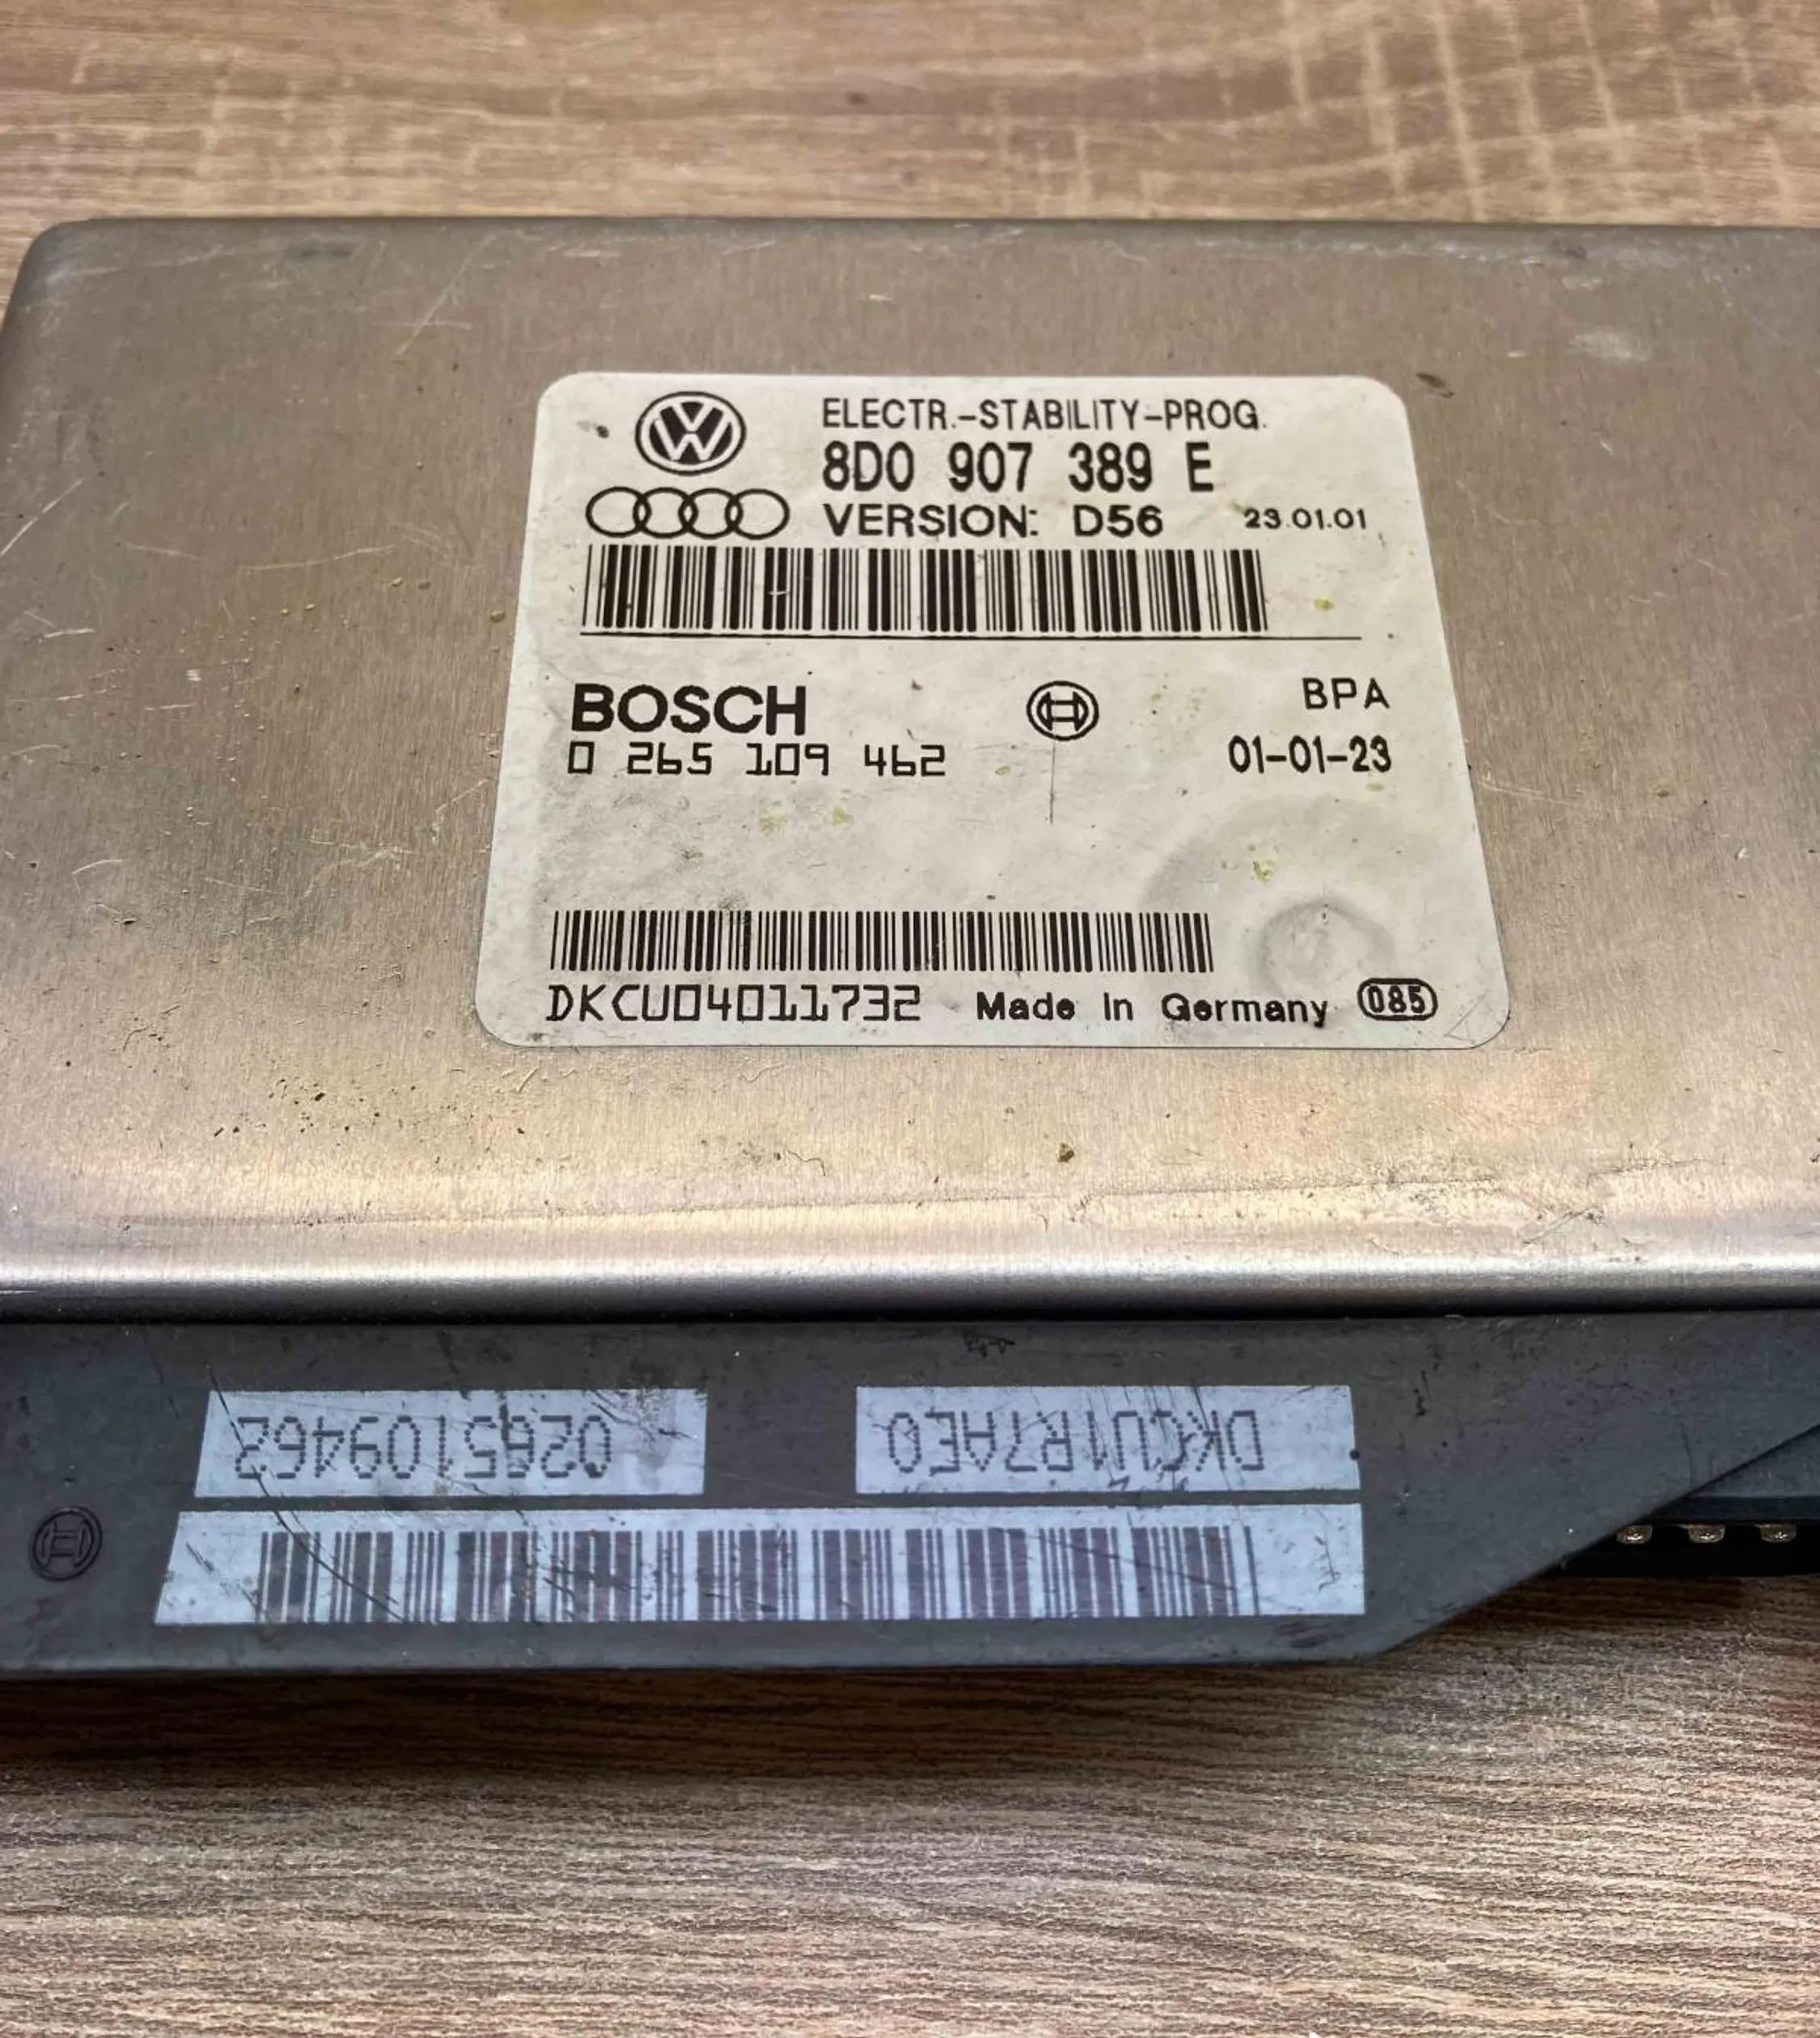 ELECTR.-STABILITY-PROG.
8D0 907 389 E
VERSION: D56 23.01.01
BOSCH BPA
0 265 109 462 01-01-23
DKCU04011732 Made In Germany 085
DKCU1R7AE0 0265109462